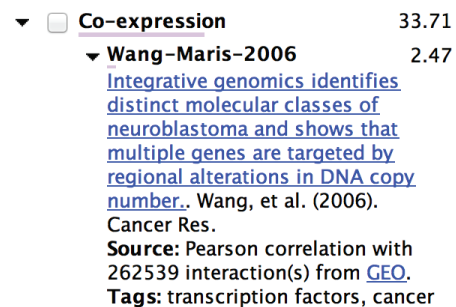 Co-expression 33.71
Wang-Maris-2006 2.47
Integrative genomics identifies
distinct molecular classes of
neuroblastoma and shows that
multiple genes are targeted by
regional alterations in DNA copy
number.. Wang, et al. (2006).
Cancer Res.
Source: Pearson correlation with
262539 interaction(s) from GEO.
Tags: transcription factors, cancer